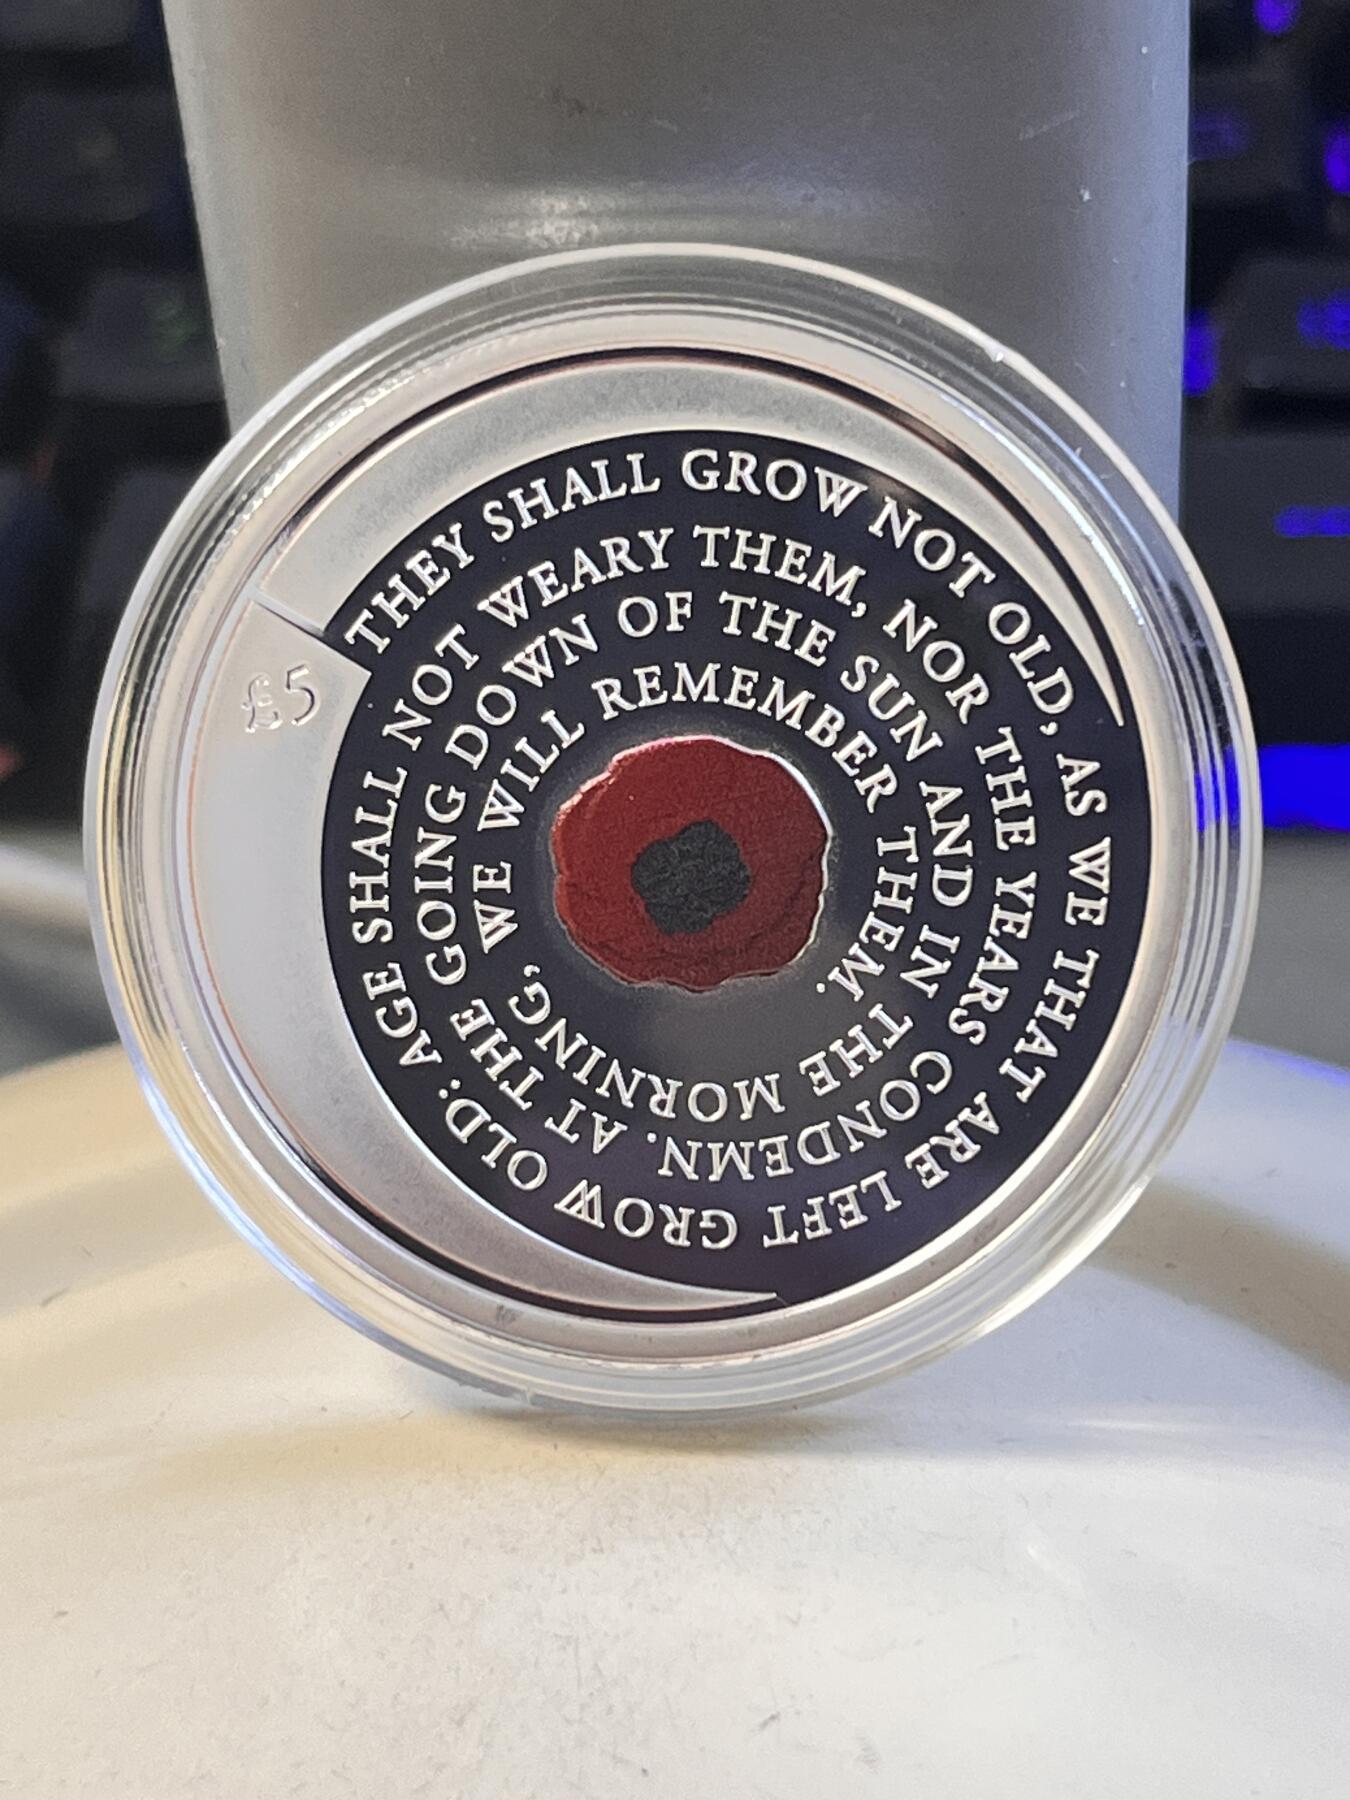 £5
THEY SHALL GROW NOT OLD, AS WE THAT ARE LEFT GROW OLD:
AGE SHALL NOT WEARY THEM, NOR THE YEARS CONDEMN.
AT THE GOING DOWN OF THE SUN AND IN THE MORNING,
WE WILL REMEMBER THEM.